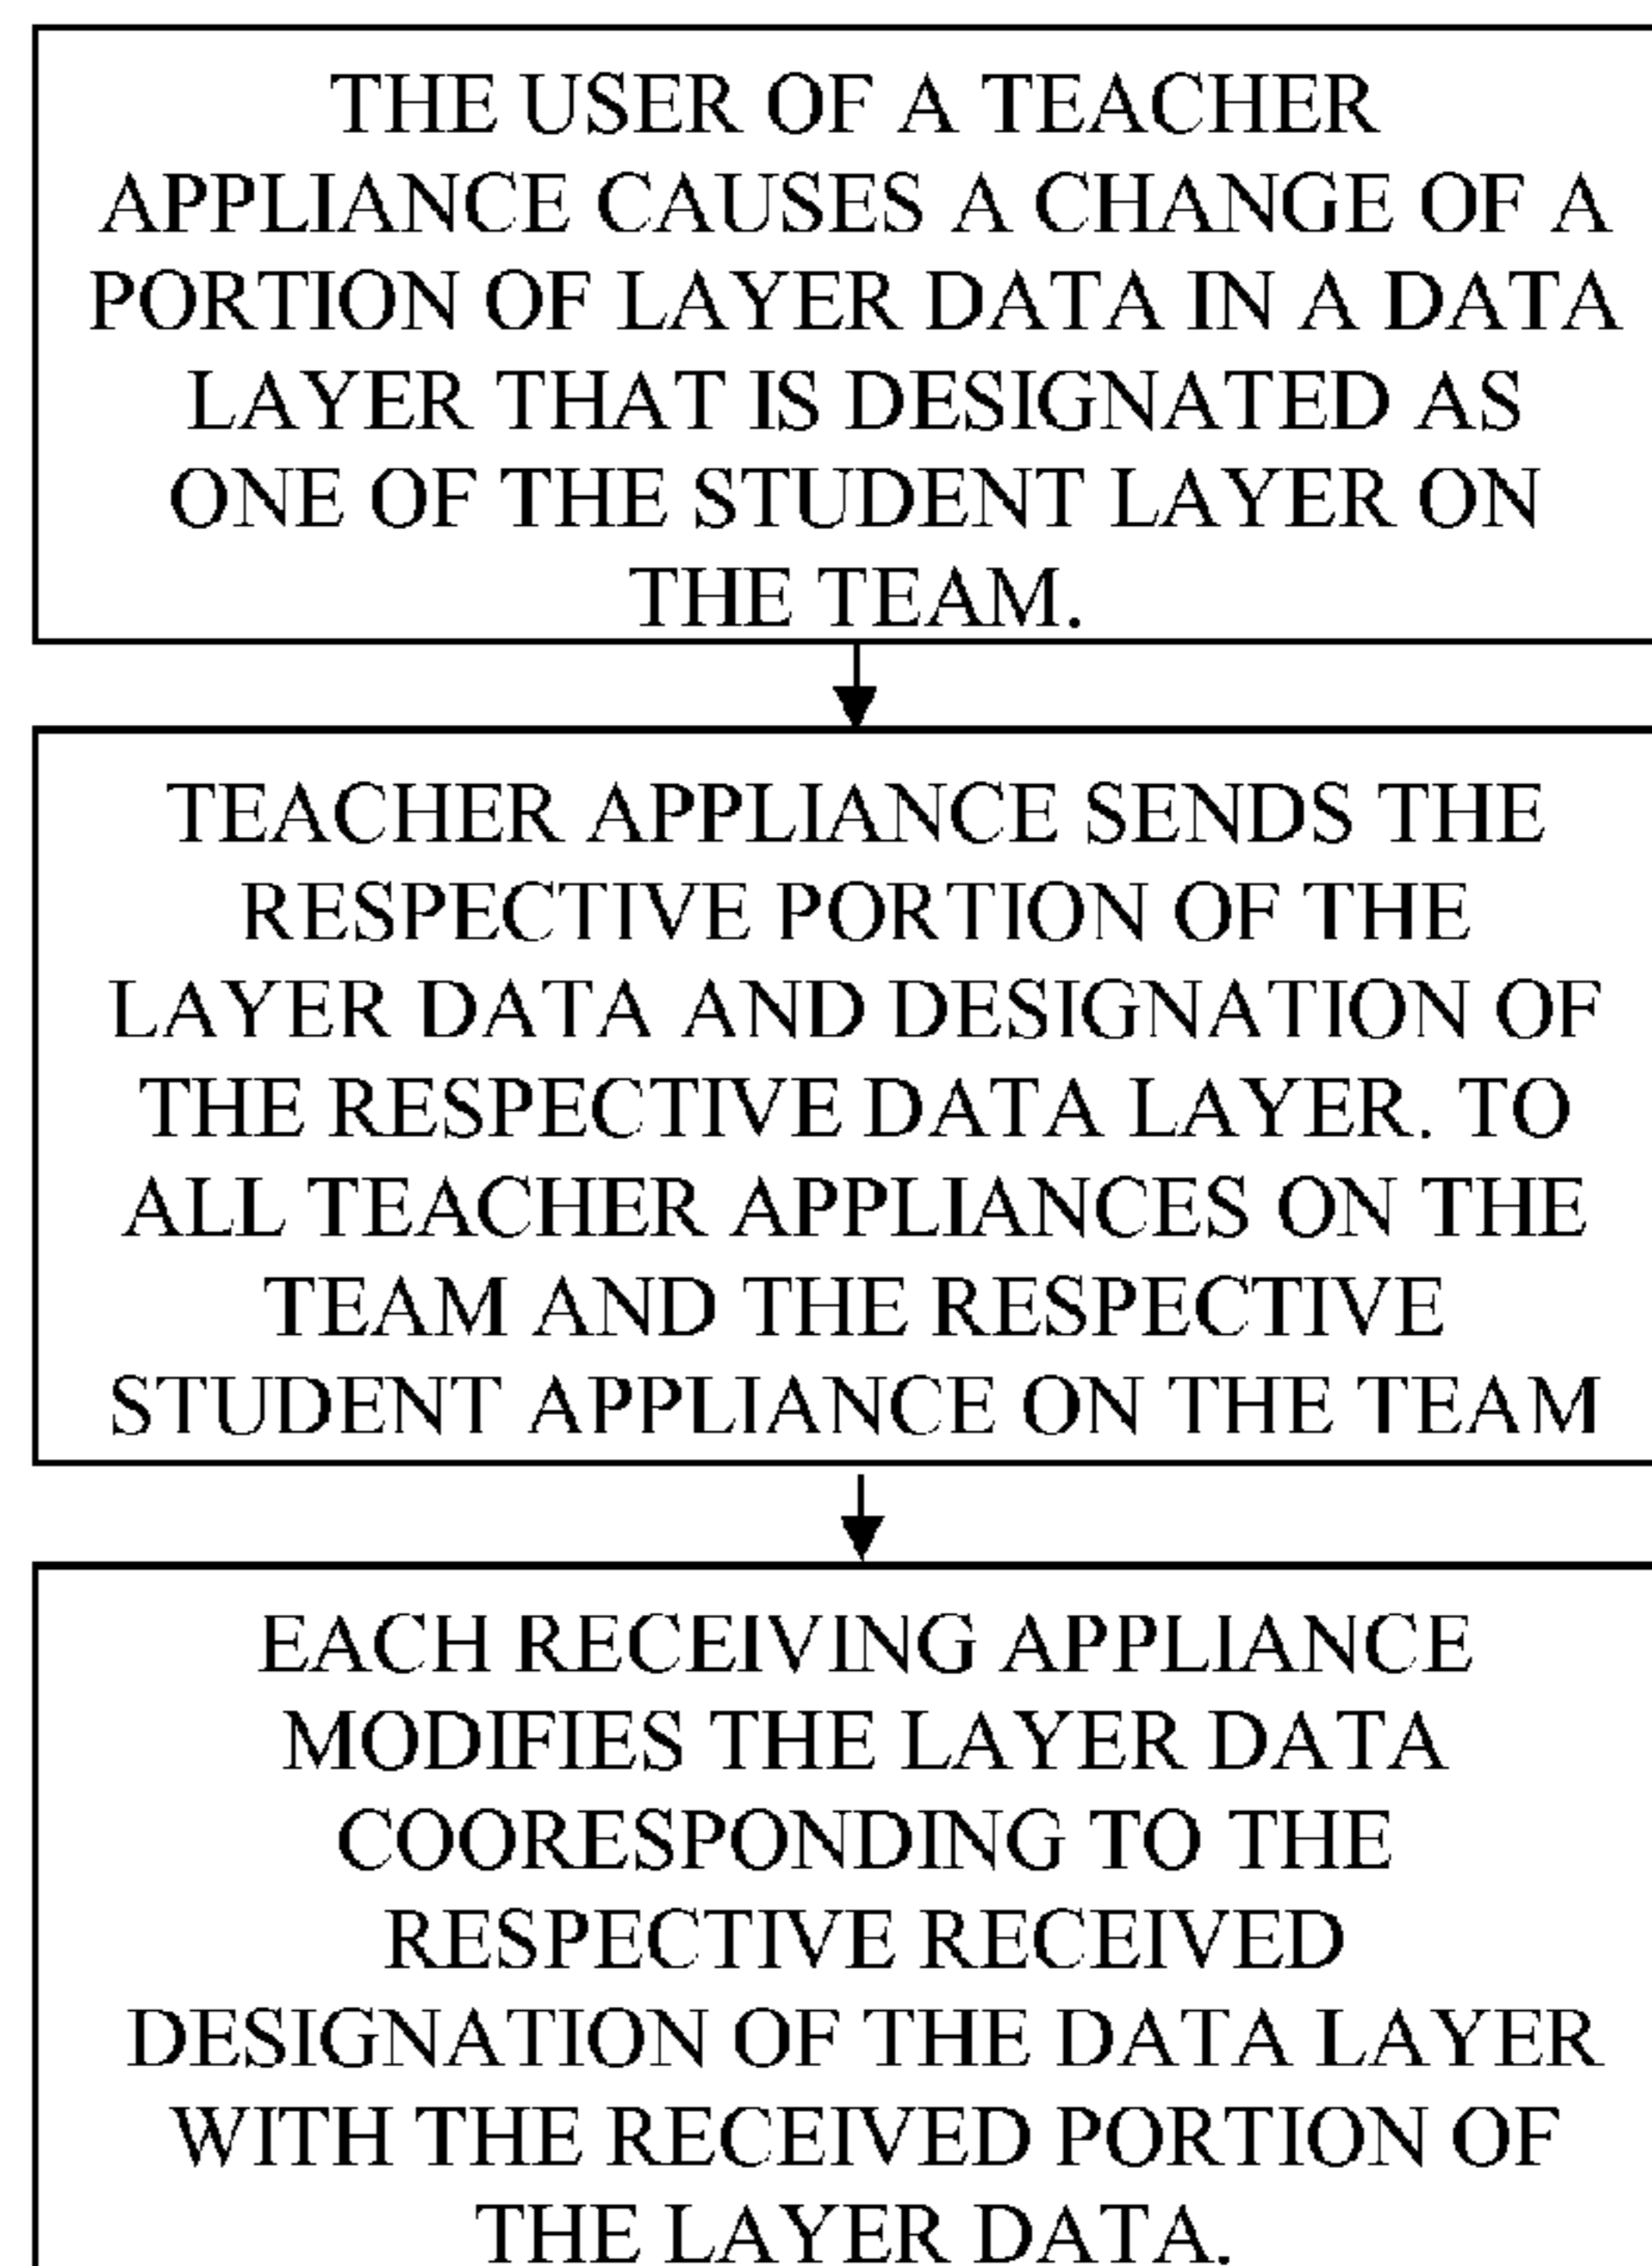 THE USER OF A TEACHER
APPLIANCE CAUSES A CHANGE OF A
PORTION OF LAYER DATA IN A DATA
LAYER THAT IS DESIGNATED AS
ONE OF THE STUDENT LAYER ON
THE TEAM.
TEACHER APPLIANCE SENDS THE
RESPECTIVE PORTION OF THE
LAYER DATA AND DESIGNATION OF
THE RESPECTIVE DATA LAYER. TO
ALL TEACHER APPLIANCES ON THE
TEAM AND THE RESPECTIVE
STUDENT APPLIANCE ON THE TEAM
EACH RECEIVING APPLIANCE
MODIFIES THE LAYER DATA
COORESPONDING TO THE
RESPECTIVE RECEIVED
DESIGNATION OF THE DATA LAYER
WITH THE RECEIVED PORTION OF
THE LAYER DATA.